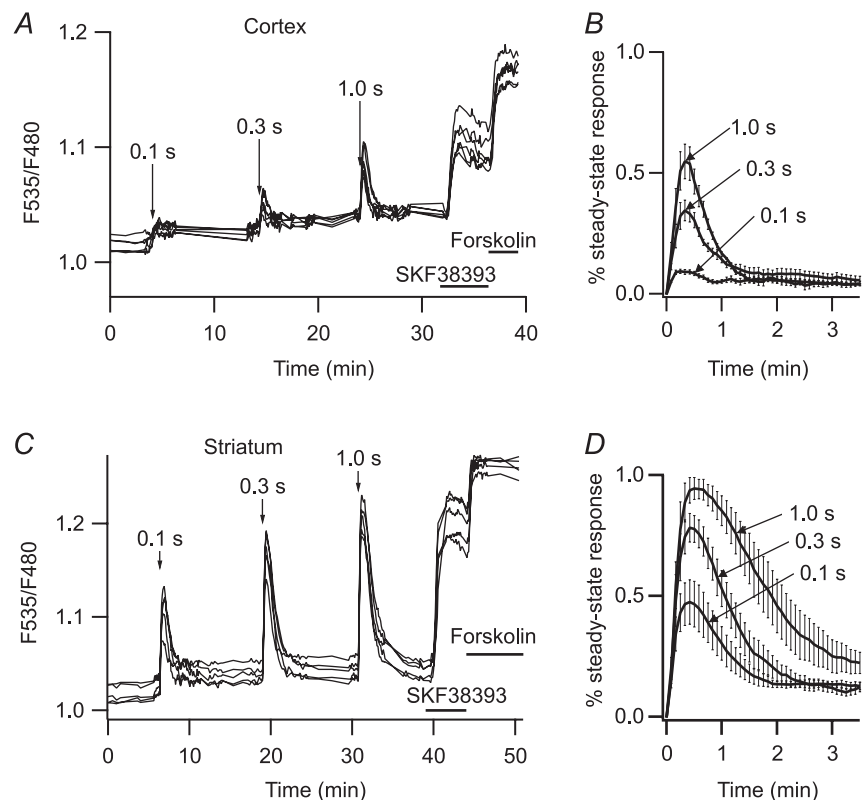 A
Cortex
F535/F480
1.2
1.1
1.0
0.1 s
0.3 s
1.0 s
Forskolin
SKF38393
0
10
20
30
40
Time (min)
B
% steady-state response
1.0
0.5
0.0
1.0 s
0.3 s
0.1 s
0
1
2
3
Time (min)
C
Striatum
F535/F480
1.2
1.1
1.0
0.1 s
0.3 s
1.0 s
Forskolin
SKF38393
0
10
20
30
40
50
Time (min)
D
% steady-state response
1.0
0.5
0.0
1.0 s
0.3 s
0.1 s
0
1
2
3
Time (min)